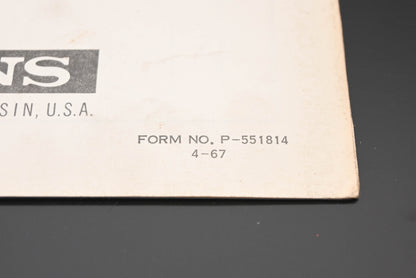 NS
SIN, U.S.A.
FORM NO. P-551814
4-67